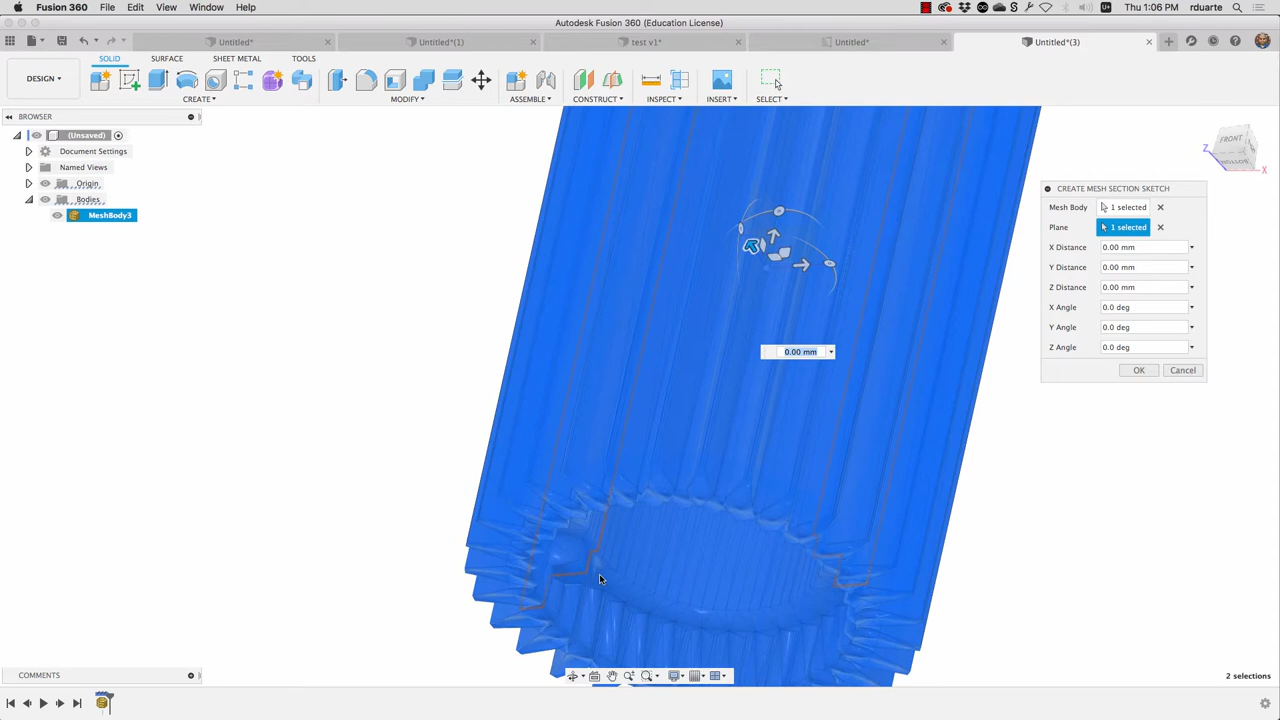 Fusion 360 File Edit View Window Help Thu 1:06 PM rduarte
Autodesk Fusion 360 (Education License)
Untitled* Untitled*(1) test v1* Untitled* Untitled*(3)
SOLID SURFACE SHEET METAL TOOLS
DESIGN
CREATE MODIFY ASSEMBLE CONSTRUCT INSPECT INSERT SELECT
BROWSER
(Unsaved)
Document Settings
Named Views
Origin
Bodies
MeshBody3
FRONT
Z
X
CREATE MESH SECTION SKETCH
Mesh Body 1 selected
Plane 1 selected
X Distance 0.00 mm
Y Distance 0.00 mm
Z Distance 0.00 mm
X Angle 0.0 deg
Y Angle 0.0 deg
Z Angle 0.0 deg
OK Cancel
0.00 mm
COMMENTS
2 selections